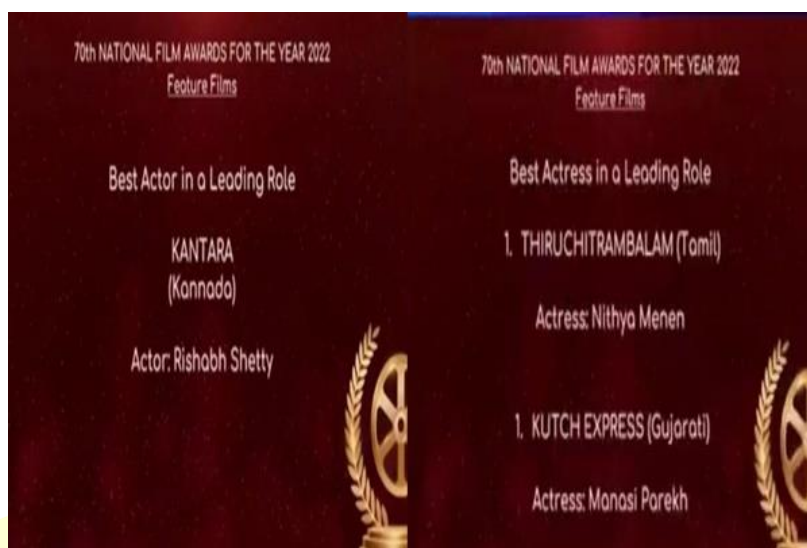 70th NATIONAL FILM AWARDS FOR THE YEAR 2022
Feature Films
Best Actor in a Leading Role
KANTARA
(Kannada)
Actor: Rishabh Shetty
70th NATIONAL FILM AWARDS FOR THE YEAR 2022
Feature Films
Best Actress in a Leading Role
1. THIRUCHITRAMBALAM (Tamil)
Actress: Nithya Menen
1. KUTCH EXPRESS (Gujarati)
Actress: Manasi Parekh